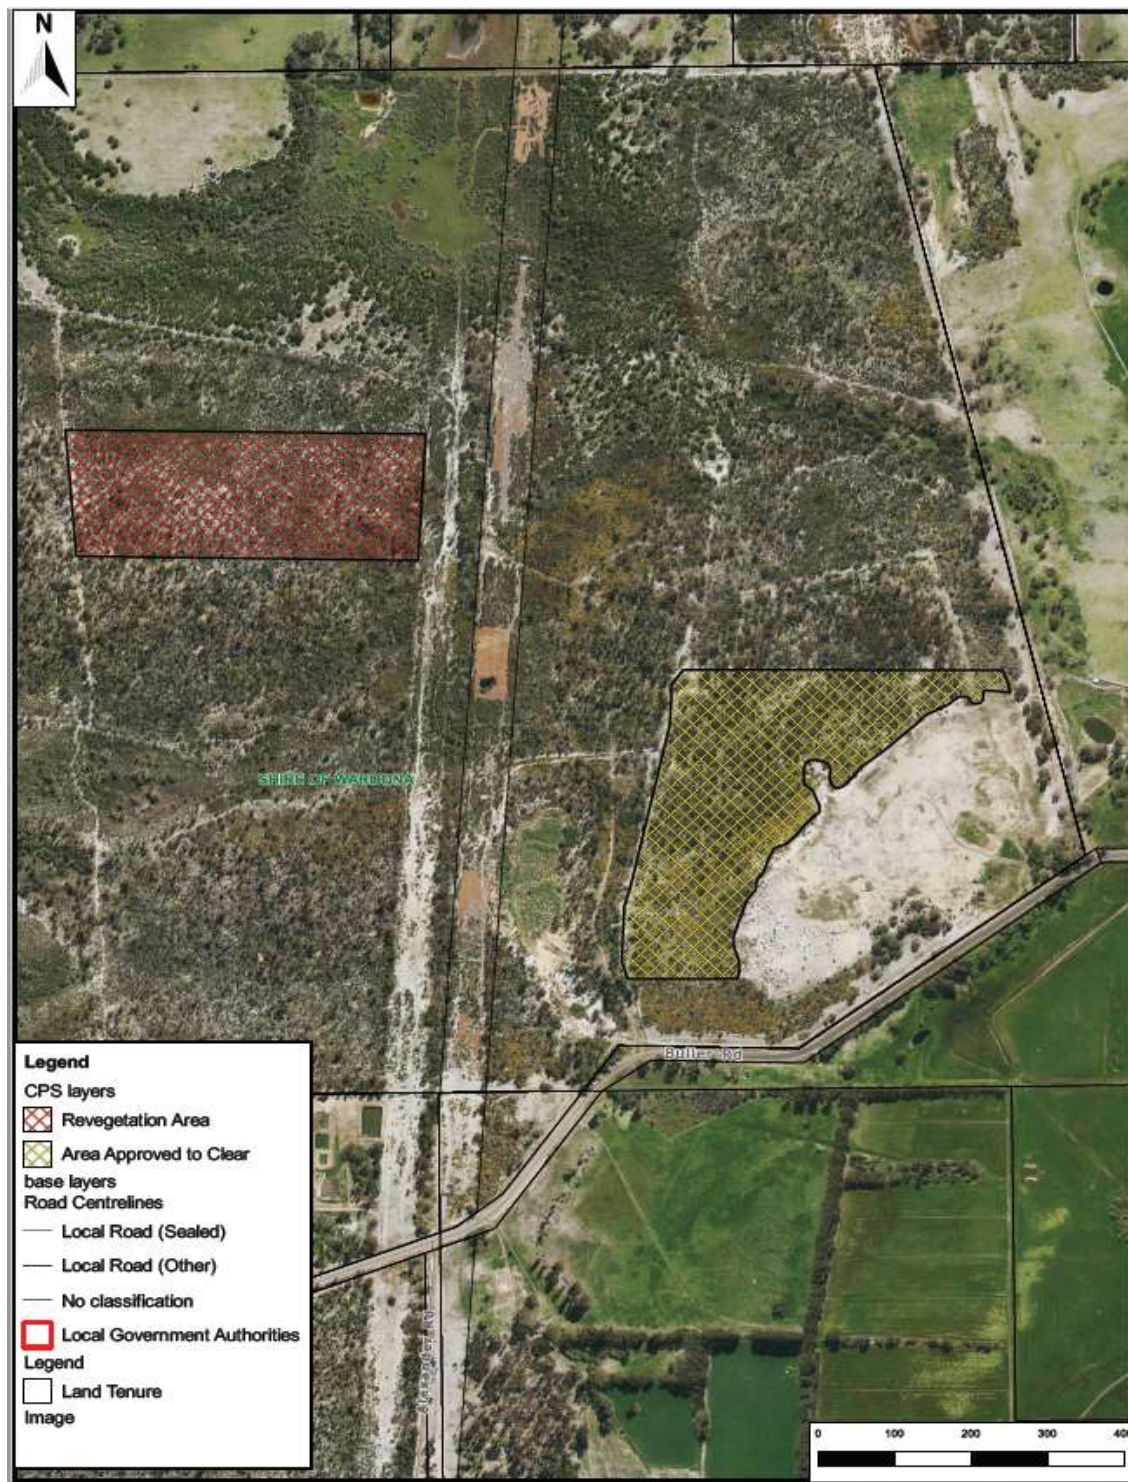 N
SHIRE OF WAROONA
Buller Rd
Legend
CPS layers
Revegetation Area
Area Approved to Clear
base layers
Road Centrelines
Local Road (Sealed)
Local Road (Other)
No classification
Local Government Authorities
Legend
Land Tenure
Image
0 100 200 300 400